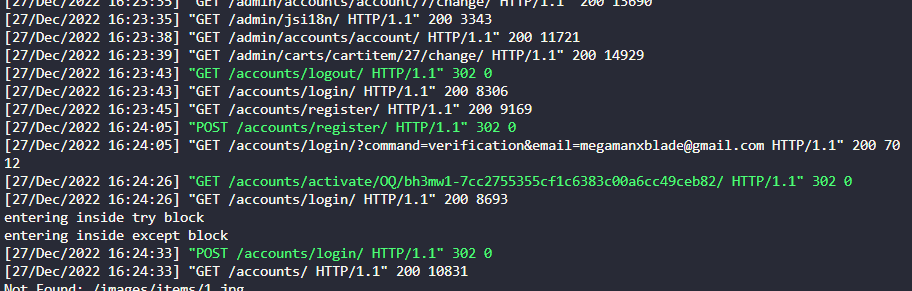 [27/Dec/2022 16:23:35] "GET /admin/accounts/account/7/change/ HTTP/1.1" 200 13690
[27/Dec/2022 16:23:35] "GET /admin/jsi18n/ HTTP/1.1" 200 3343
[27/Dec/2022 16:23:38] "GET /admin/accounts/account/ HTTP/1.1" 200 11721
[27/Dec/2022 16:23:39] "GET /admin/carts/cartitem/27/change/ HTTP/1.1" 200 14929
[27/Dec/2022 16:23:43] "GET /accounts/logout/ HTTP/1.1" 302 0
[27/Dec/2022 16:23:43] "GET /accounts/login/ HTTP/1.1" 200 8306
[27/Dec/2022 16:23:45] "GET /accounts/register/ HTTP/1.1" 200 9169
[27/Dec/2022 16:24:05] "POST /accounts/register/ HTTP/1.1" 302 0
[27/Dec/2022 16:24:05] "GET /accounts/login/?command=verification&email=megamanxblade@gmail.com HTTP/1.1" 200 70
12
[27/Dec/2022 16:24:26] "GET /accounts/activate/OQ/bh3mw1-7cc2755355cf1c6383c00a6cc49ceb82/ HTTP/1.1" 302 0
[27/Dec/2022 16:24:26] "GET /accounts/login/ HTTP/1.1" 200 8693
entering inside try block
entering inside except block
[27/Dec/2022 16:24:33] "POST /accounts/login/ HTTP/1.1" 302 0
[27/Dec/2022 16:24:33] "GET /accounts/ HTTP/1.1" 200 10831
Not Found: /images/items/1.jpg